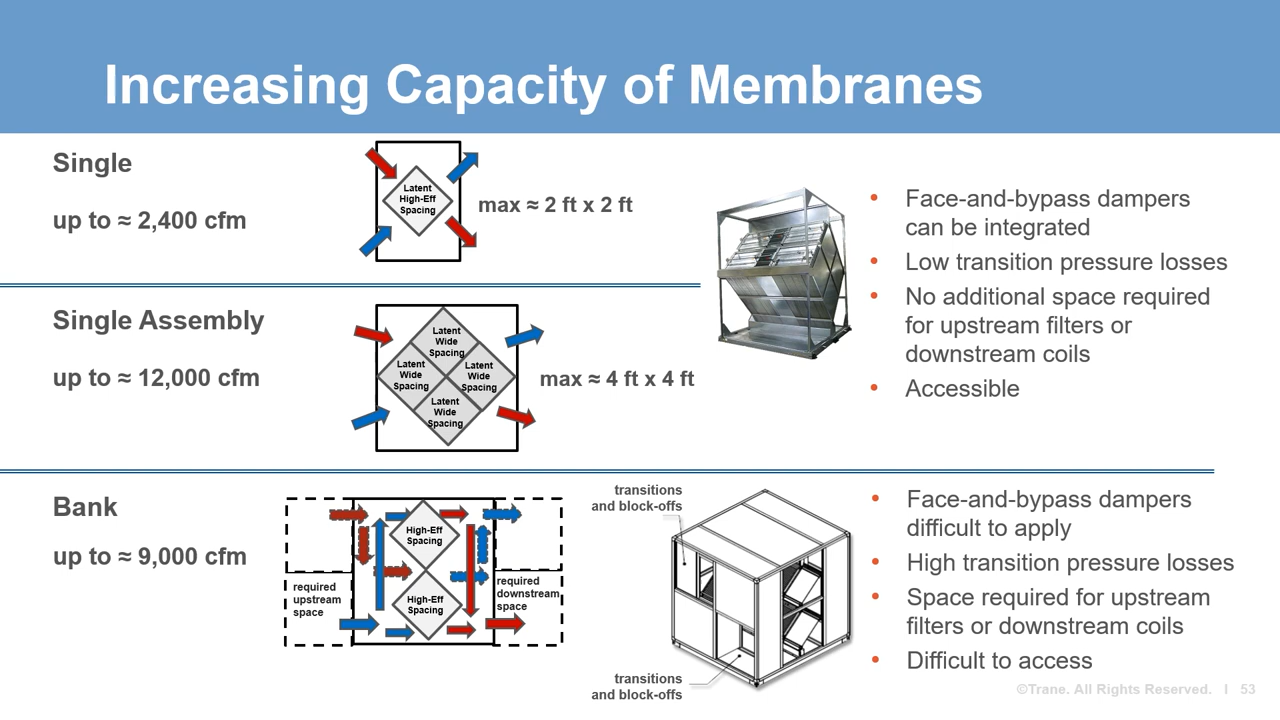 Increasing Capacity of Membranes
Single
up to ≈ 2,400 cfm
Latent
High-Eff
Spacing
max ≈ 2 ft x 2 ft
Single Assembly
up to ≈ 12,000 cfm
Latent
Wide
Spacing
Latent
Wide
Spacing
Latent
Wide
Spacing
Latent
Wide
Spacing
max ≈ 4 ft x 4 ft
• Face-and-bypass dampers
can be integrated
• Low transition pressure losses
• No additional space required
for upstream filters or
downstream coils
• Accessible
Bank
up to ≈ 9,000 cfm
required
upstream
space
High-Eff
Spacing
High-Eff
Spacing
required
downstream
space
transitions
and block-offs
transitions
and block-offs
• Face-and-bypass dampers
difficult to apply
• High transition pressure losses
• Space required for upstream
filters or downstream coils
• Difficult to access
©Trane. All Rights Reserved. I 53